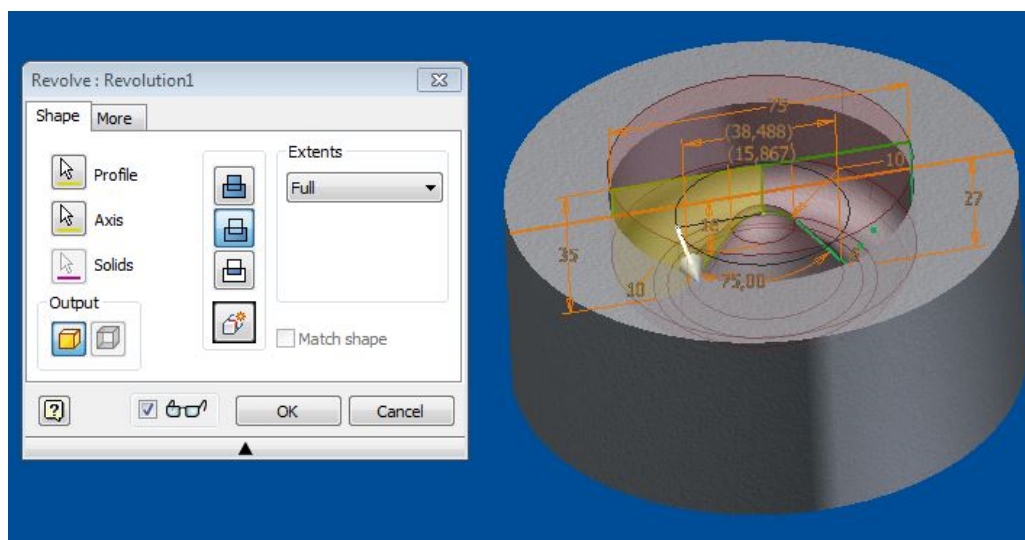 Revolve : Revolution1
Shape
More
Profile
Axis
Solids
Output
Extents
Full
Match shape
OK
Cancel
75
(38,488)
(15,867)
10
27
35
10
75,00